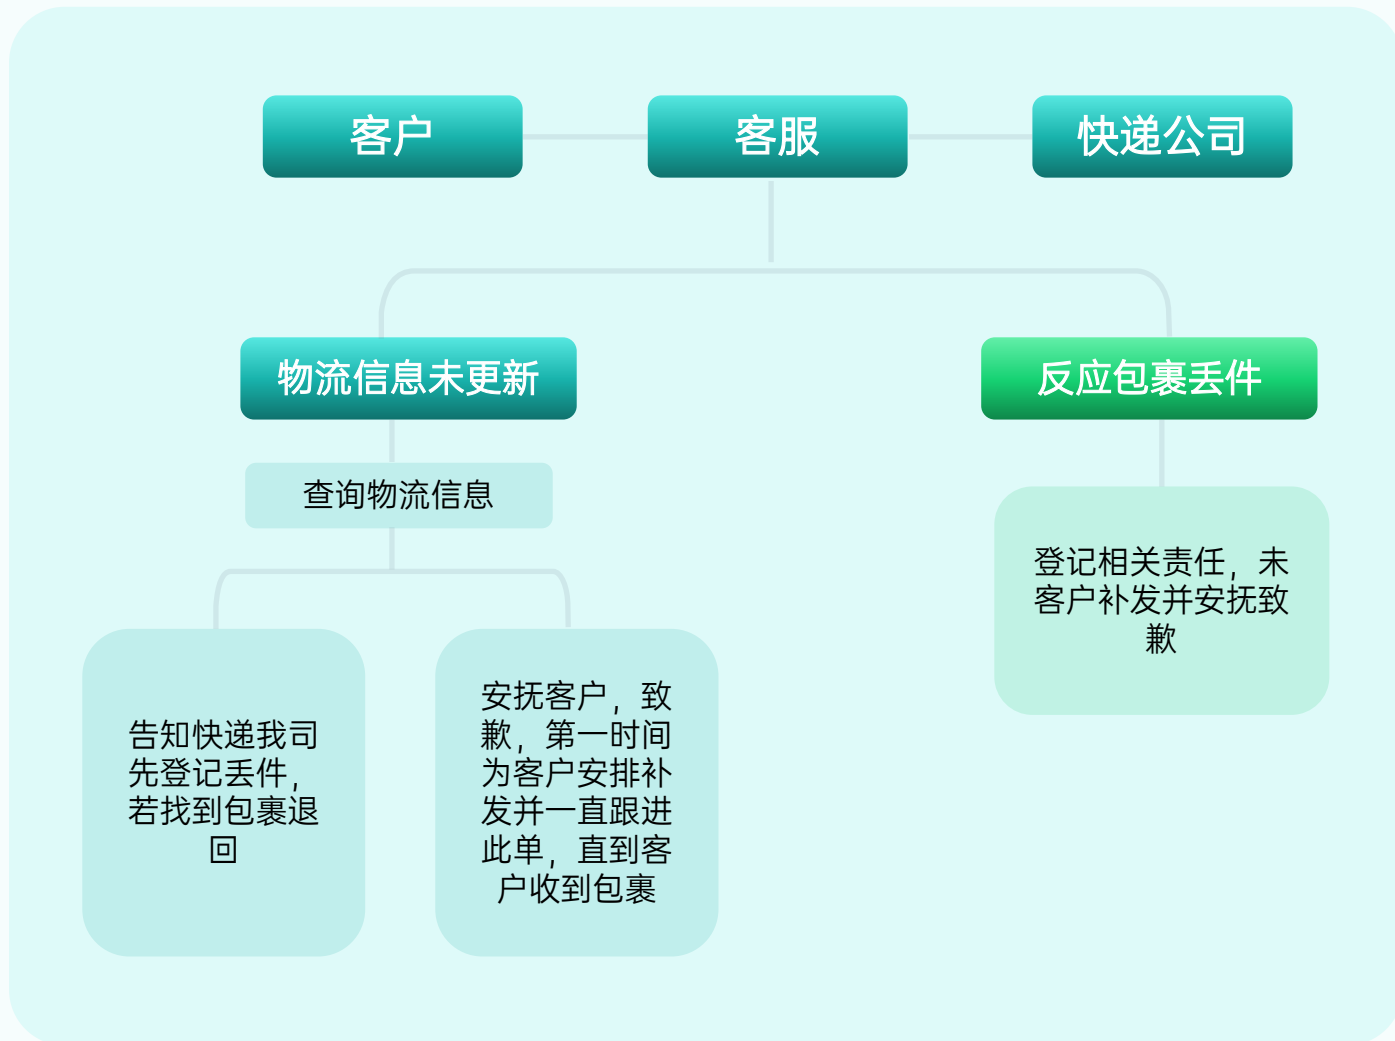 客户
客服
快递公司
物流信息未更新
反应包裹丢件
查询物流信息
登记相关责任，未
客户补发并安抚致
歉
告知快递我司
先登记丢件，
若找到包裹退
回
安抚客户，致
歉，第一时间
为客户安排补
发并一直跟进
此单，直到客
户收到包裹